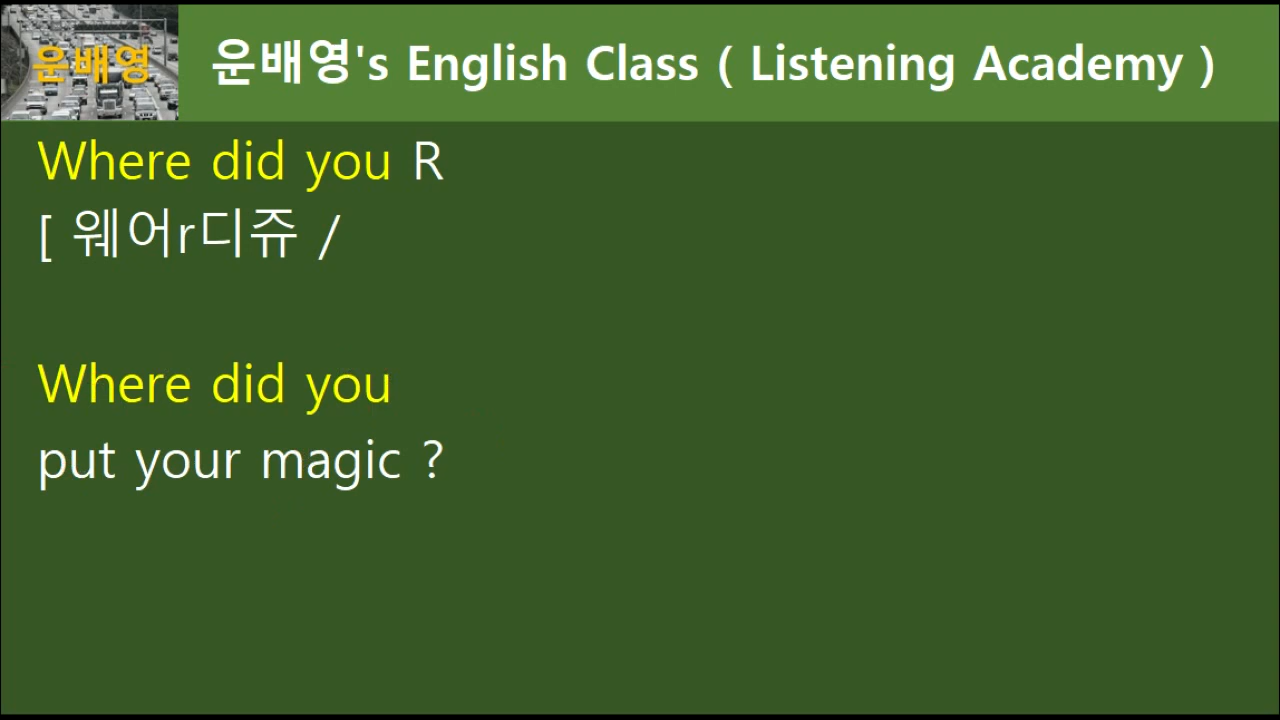 운배영
운배영's English Class ( Listening Academy )
Where did you R
[ 웨어r디쥬 /
Where did you
put your magic ?